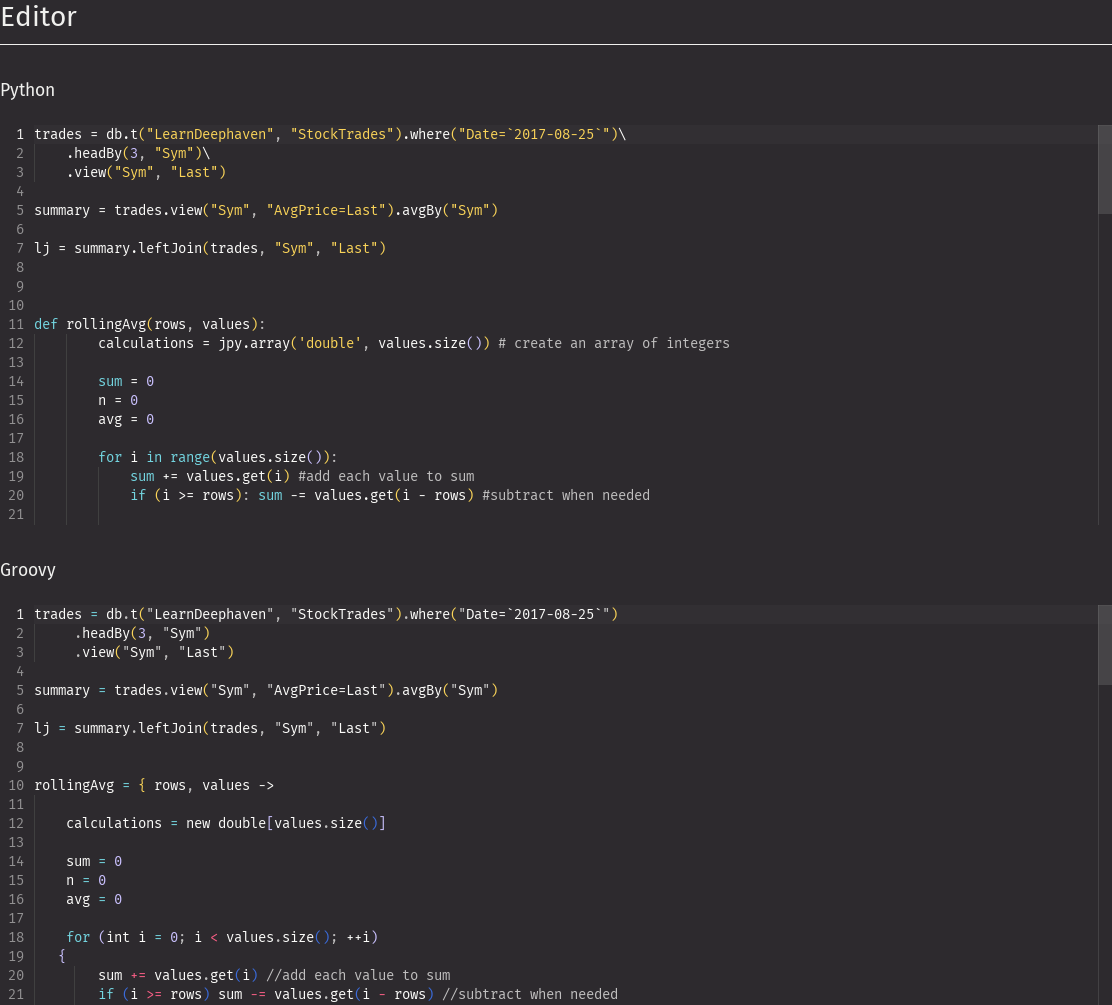 Editor
Python
1 trades = db.t("LearnDeephaven", "StockTrades").where("Date=`2017-08-25`")\
2     .headBy(3, "Sym")\
3     .view("Sym", "Last")
4
5 summary = trades.view("Sym", "AvgPrice=Last").avgBy("Sym")
6
7 lj = summary.leftJoin(trades, "Sym", "Last")
8
9
10
11 def rollingAvg(rows, values):
12         calculations = jpy.array('double', values.size()) # create an array of integers
13
14         sum = 0
15         n = 0
16         avg = 0
17
18         for i in range(values.size()):
19             sum += values.get(i) #add each value to sum
20             if (i >= rows): sum -= values.get(i - rows) #subtract when needed
21
Groovy
1 trades = db.t("LearnDeephaven", "StockTrades").where("Date=`2017-08-25`")
2      .headBy(3, "Sym")
3      .view("Sym", "Last")
4
5 summary = trades.view("Sym", "AvgPrice=Last").avgBy("Sym")
6
7 lj = summary.leftJoin(trades, "Sym", "Last")
8
9
10 rollingAvg = { rows, values ->
11
12     calculations = new double[values.size()]
13
14     sum = 0
15     n = 0
16     avg = 0
17
18     for (int i = 0; i < values.size(); ++i)
19    {
20         sum += values.get(i) //add each value to sum
21         if (i >= rows) sum -= values.get(i - rows) //subtract when needed